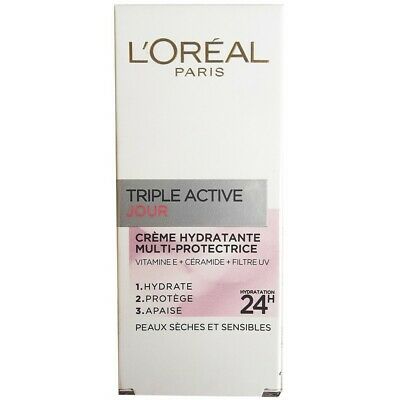 L'ORÉAL
PARIS
TRIPLE ACTIVE
JOUR
CRÈME HYDRATANTE
MULTI-PROTECTRICE
VITAMINE E + CÉRAMIDE + FILTRE UV
1.HYDRATE
2.PROTÈGE
3.APAISE
HYDRATATION
24H
PEAUX SÈCHES ET SENSIBLES